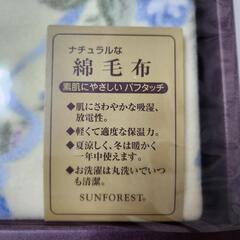 ナチュラルな
綿毛布
素肌にやさしいパフタッチ
◆肌にさわやかな吸湿、
放電性。
◆軽くて適度な保温力。
◆夏涼しく、冬は暖かく
一年中使えます。
◆お洗濯は丸洗いでいつ
も清潔。
SUNFOREST®